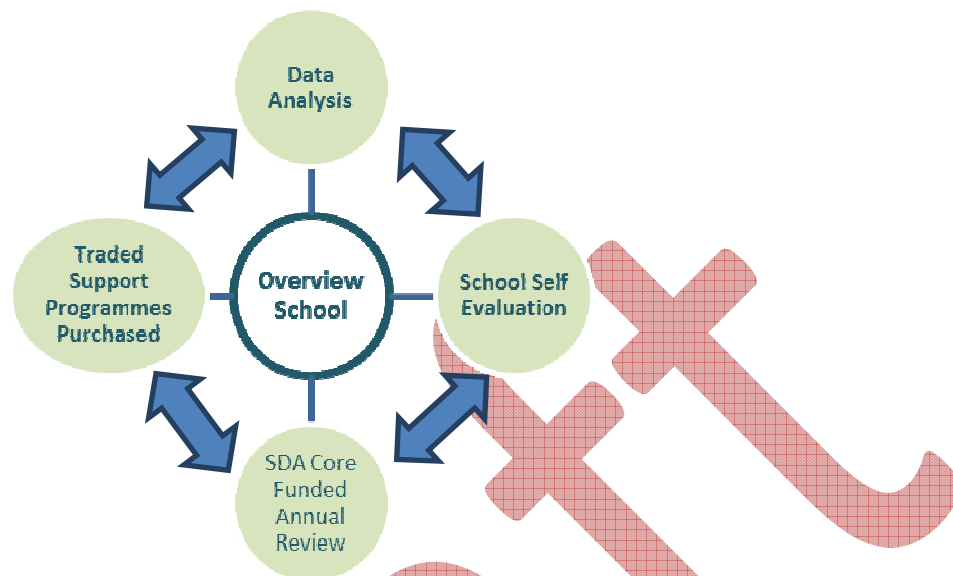 Data
Analysis
Traded
Support
Programmes
Purchased
Overview
School
School Self
Evaluation
SDA Core
Funded
Annual
Review